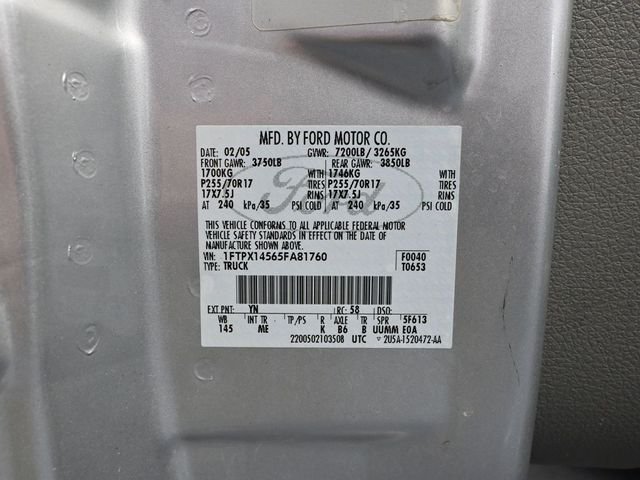 MFD. BY FORD MOTOR CO.
DATE: 02/05 GVWR: 7200LB/ 3265KG
FRONT GAWR: 3750LB REAR GAWR: 3850LB
1700KG 1746KG
P255/70R17 TIRES P255/70R17 TIRES
17X7.5J RIMS 17X7.5J RIMS
AT 240 kPa/35 PSI COLD AT 240 kPa/35 PSI COLD
THIS VEHICLE CONFORMS TO ALL APPLICABLE FEDERAL MOTOR
VEHICLE SAFETY STANDARDS IN EFFECT ON THE DATE OF
MANUFACTURE SHOWN ABOVE.
VIN: 1FTPX14565FA81760 F0040
TYPE: TRUCK T0653
Ford
EXT PNT: YN RC: 58 DSO:
WB INT TR TP/PS R AXLE TR SPR 5F613
145 ME K B6 B UUMM E0A
2200502103508 UTC 2U5A-1520472-AA